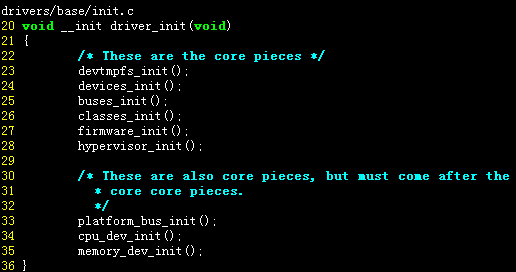 drivers/base/init.c
20 void __init driver_init(void)
21 {
22         /* These are the core pieces */
23         devtmpfs_init();
24         devices_init();
25         buses_init();
26         classes_init();
27         firmware_init();
28         hypervisor_init();
29
30         /* These are also core pieces, but must come after the
31          * core core pieces.
32          */
33         platform_bus_init();
34         cpu_dev_init();
35         memory_dev_init();
36 }